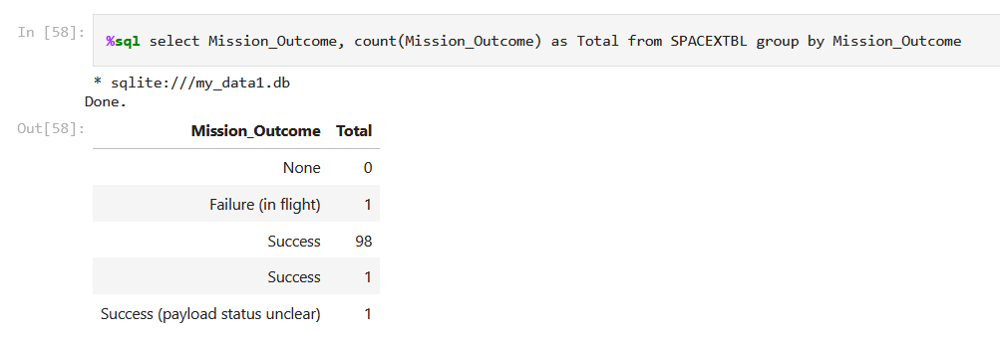 In [58]: %sql select Mission_Outcome, count(Mission_Outcome) as Total from SPACEXTBL group by Mission_Outcome
* sqlite:///my_data1.db
Done.
Out[58]:
Mission_Outcome Total
None 0
Failure (in flight) 1
Success 98
Success 1
Success (payload status unclear) 1